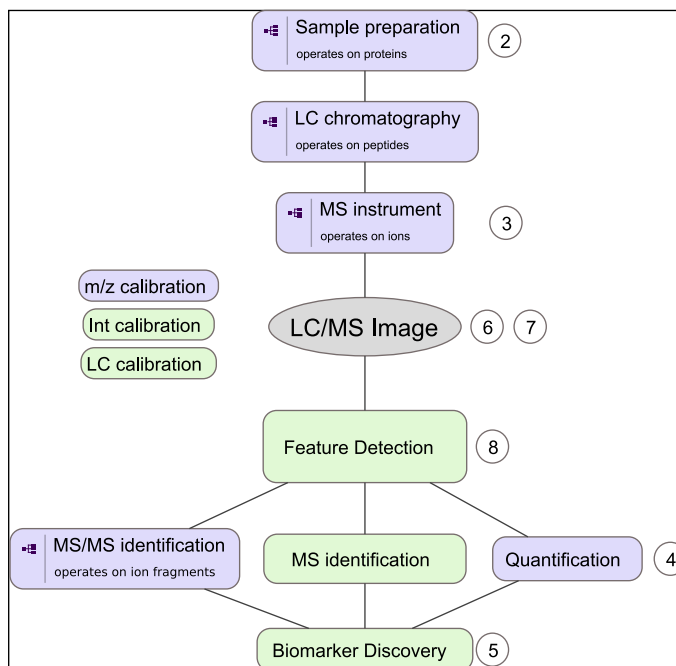 Sample preparation
operates on proteins
2
LC chromatography
operates on peptides
MS instrument
operates on ions
3
m/z calibration
Int calibration
LC calibration
LC/MS Image
6
7
Feature Detection
8
MS/MS identification
operates on ion fragments
MS identification
Quantification
4
Biomarker Discovery
5